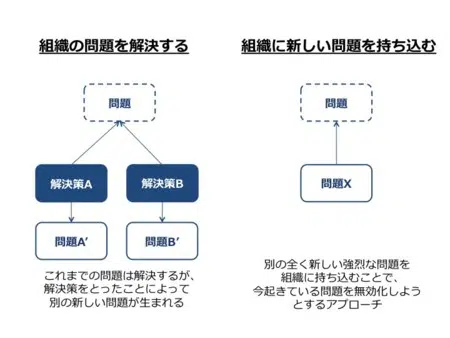 組織の問題を解決する
問題
解決策A
解決策B
問題A’
問題B’
これまでの問題は解決するが、
解決策をとったことによって
別の新しい問題が生まれる
組織に新しい問題を持ち込む
問題
問題X
別の全く新しい強烈な問題を
組織に持ち込むことで、
今起きている問題を無効化しよう
とするアプローチ